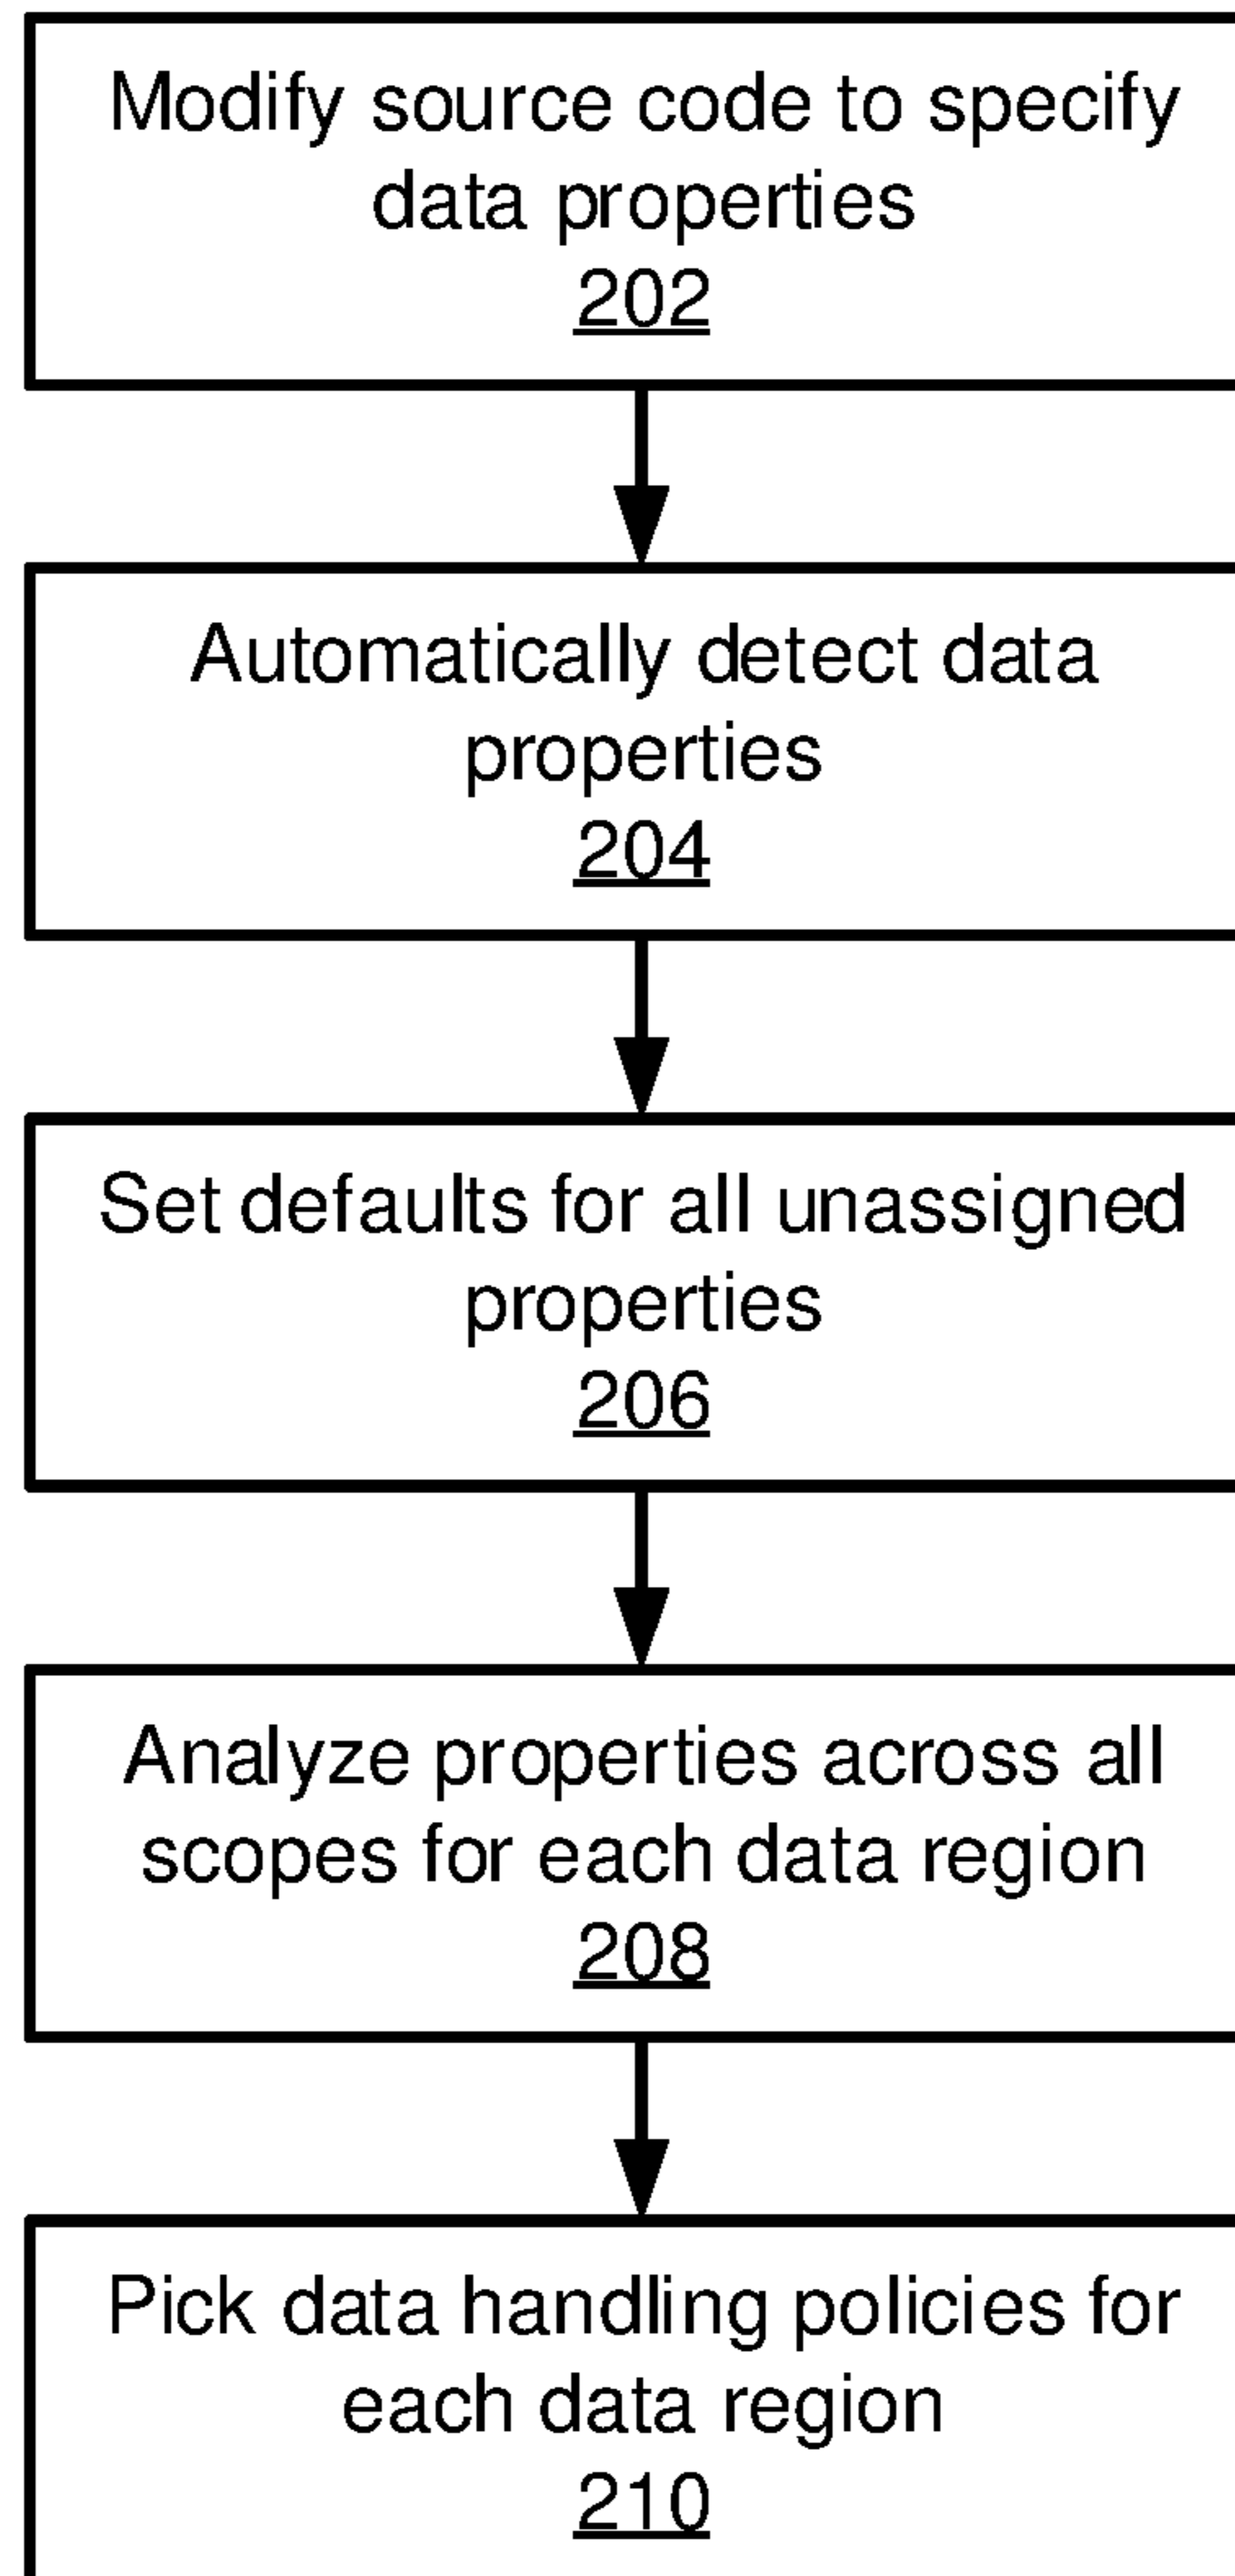 Modify source code to specify
data properties
202
Automatically detect data
properties
204
Set defaults for all unassigned
properties
206
Analyze properties across all
scopes for each data region
208
Pick data handling policies for
each data region
210